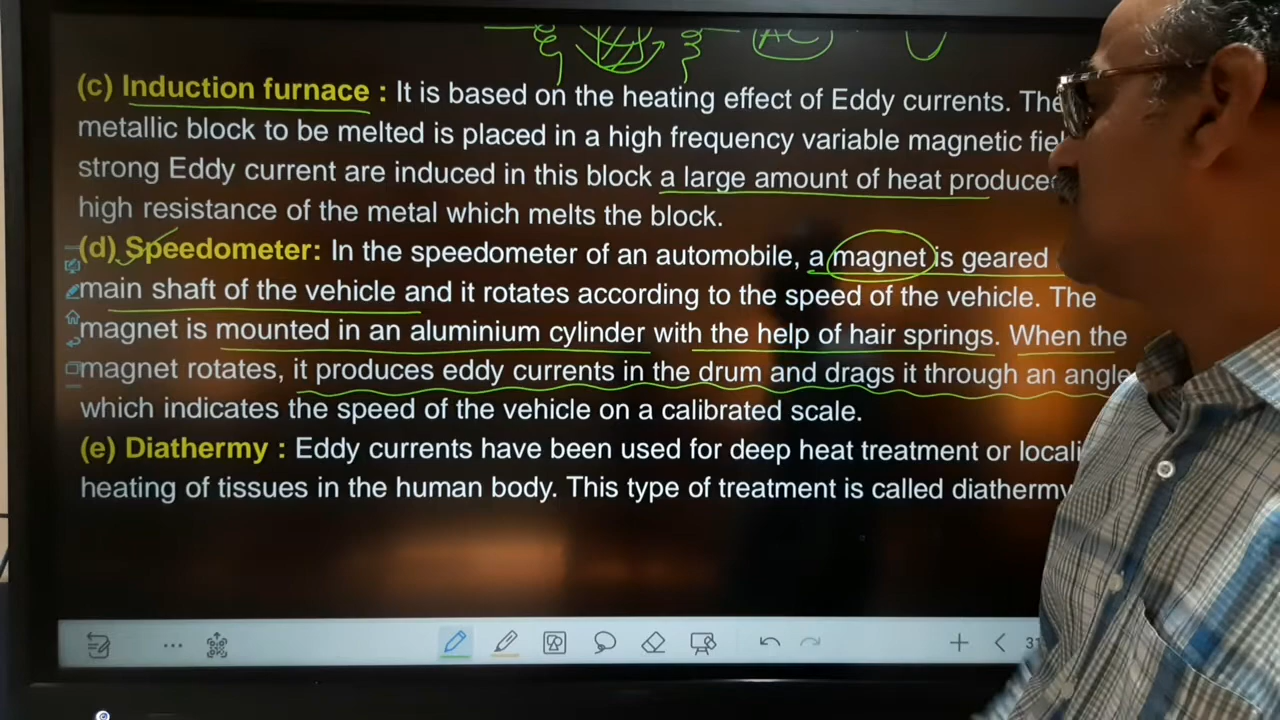 AC
(c) Induction furnace : It is based on the heating effect of Eddy currents. The
metallic block to be melted is placed in a high frequency variable magnetic
strong Eddy current are induced in this block a large amount of heat produce
high resistance of the metal which melts the block.
(d) Speedometer: In the speedometer of an automobile, a magnet is geared
main shaft of the vehicle and it rotates according to the speed of the vehicle. The
magnet is mounted in an aluminium cylinder with the help of hair springs. When the
magnet rotates, it produces eddy currents in the drum and drags it through an angle
which indicates the speed of the vehicle on a calibrated scale.
(e) Diathermy : Eddy currents have been used for deep heat treatment or
heating of tissues in the human body. This type of treatment is called diathermy